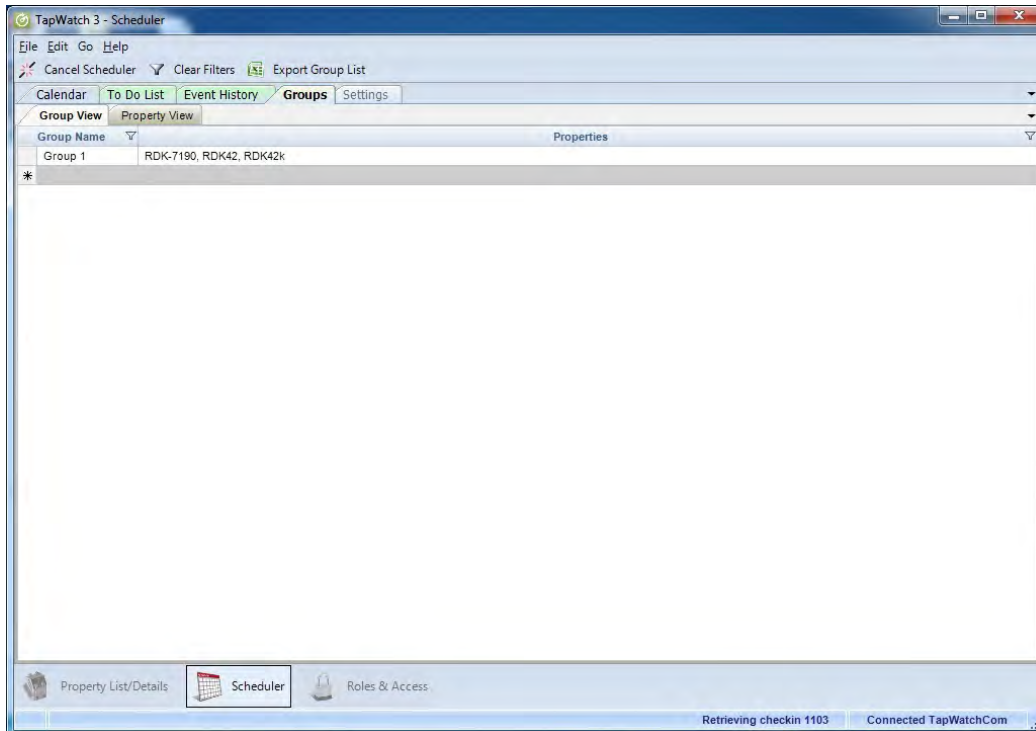 TapWatch 3 - Scheduler
File Edit Go Help
Cancel Scheduler Clear Filters Export Group List
Calendar To Do List Event History Groups Settings
Group View Property View
Group Name Properties
Group 1 RDK-7190, RDK42, RDK42k
*
Property List/Details Scheduler Roles & Access
Retrieving checkin 1103 Connected TapWatchCom